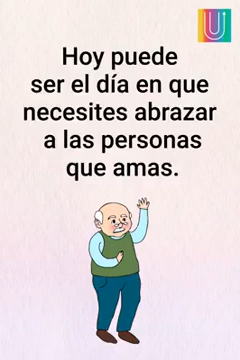 U
Hoy puede
ser el día en que
necesites abrazar
a las personas
que amas.